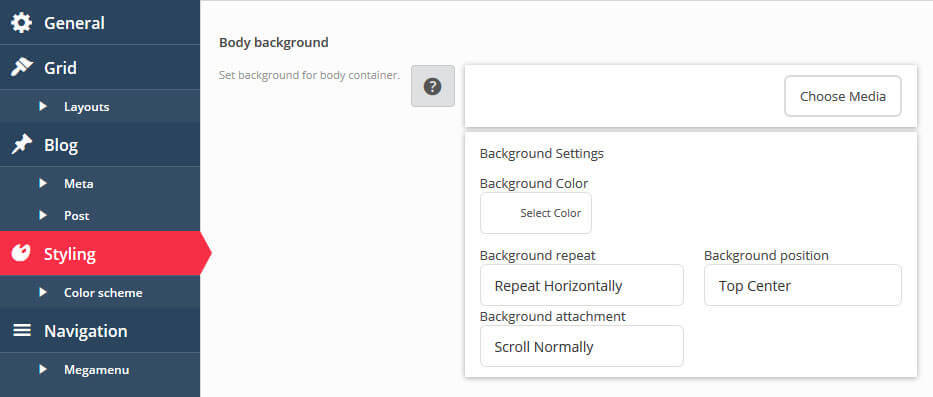 General
Grid
Layouts
Blog
Meta
Post
Styling
Color scheme
Navigation
Megamenu
Body background
Set background for body container.
?
Choose Media
Background Settings
Background Color
Select Color
Background repeat
Background position
Repeat Horizontally
Top Center
Background attachment
Scroll Normally